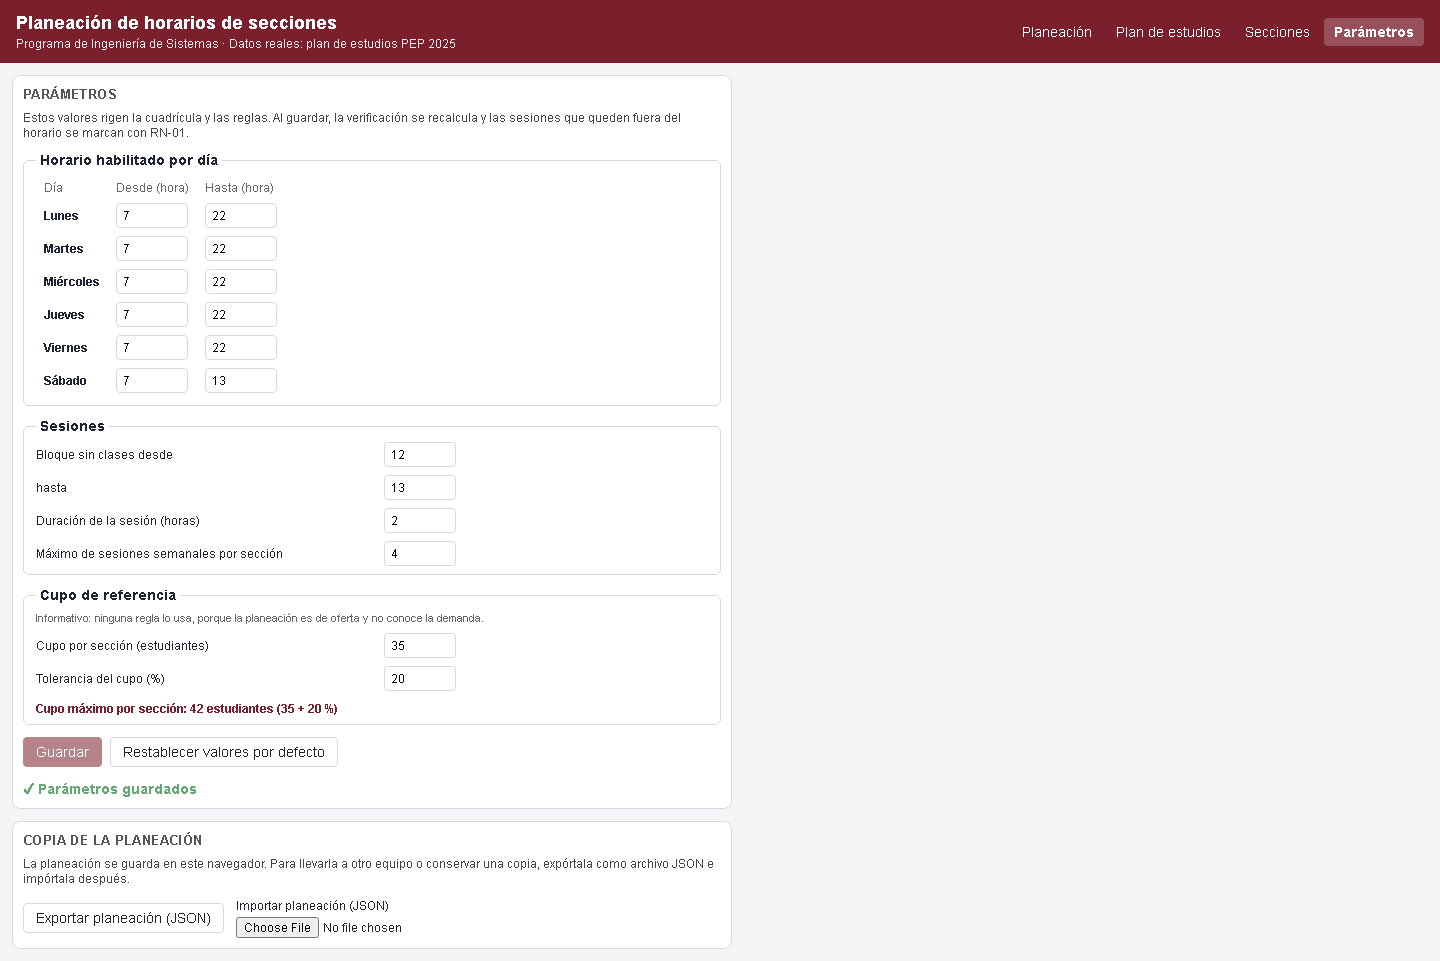 Planeación de horarios de secciones
Programa de Ingeniería de Sistemas · Datos reales: plan de estudios PEP 2025
Planeación Plan de estudios Secciones Parámetros
PARÁMETROS
Estos valores rigen la cuadrícula y las reglas. Al guardar, la verificación se recalcula y las sesiones que queden fuera del
horario se marcan con RN-01.
Horario habilitado por día
Día Desde (hora) Hasta (hora)
Lunes 7 22
Martes 7 22
Miércoles 7 22
Jueves 7 22
Viernes 7 22
Sábado 7 13
Sesiones
Bloque sin clases desde 12
hasta 13
Duración de la sesión (horas) 2
Máximo de sesiones semanales por sección 4
Cupo de referencia
Informativo: ninguna regla lo usa, porque la planeación es de oferta y no conoce la demanda.
Cupo por sección (estudiantes) 35
Tolerancia del cupo (%) 20
Cupo máximo por sección: 42 estudiantes (35 + 20 %)
Guardar Restablecer valores por defecto
✓ Parámetros guardados
COPIA DE LA PLANEACIÓN
La planeación se guarda en este navegador. Para llevarla a otro equipo o conservar una copia, expórtala como archivo JSON e
impórtala después.
Exportar planeación (JSON)
Importar planeación (JSON)
Choose File No file chosen